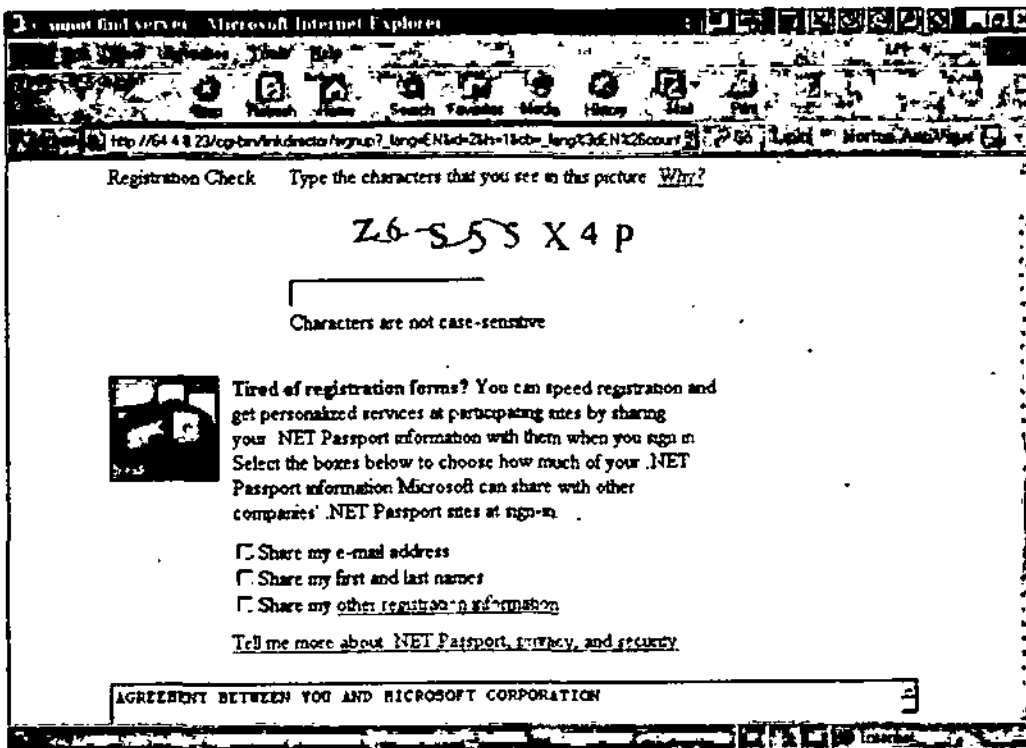 cannot find server Microsoft Internet Explorer
Help
Refresh Home Search Favorites Media History Mail Print
Norton AntiVirus
Registration Check Type the characters that you see in this picture Why?
Z6 S5S X4P
Characters are not case-sensitive
Tired of registration forms? You can speed registration and
get personalized services at participating sites by sharing
your .NET Passport information with them when you sign in
Select the boxes below to choose how much of your .NET
Passport information Microsoft can share with other
companies' .NET Passport sites at sign-in.
Share my e-mail address
Share my first and last names
Share my other registration information
Tell me more about .NET Passport, privacy, and security
AGREEMENT BETWEEN YOU AND MICROSOFT CORPORATION
Internet